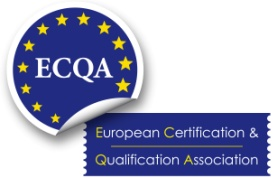 ECQA
European Certification &
Qualification Association